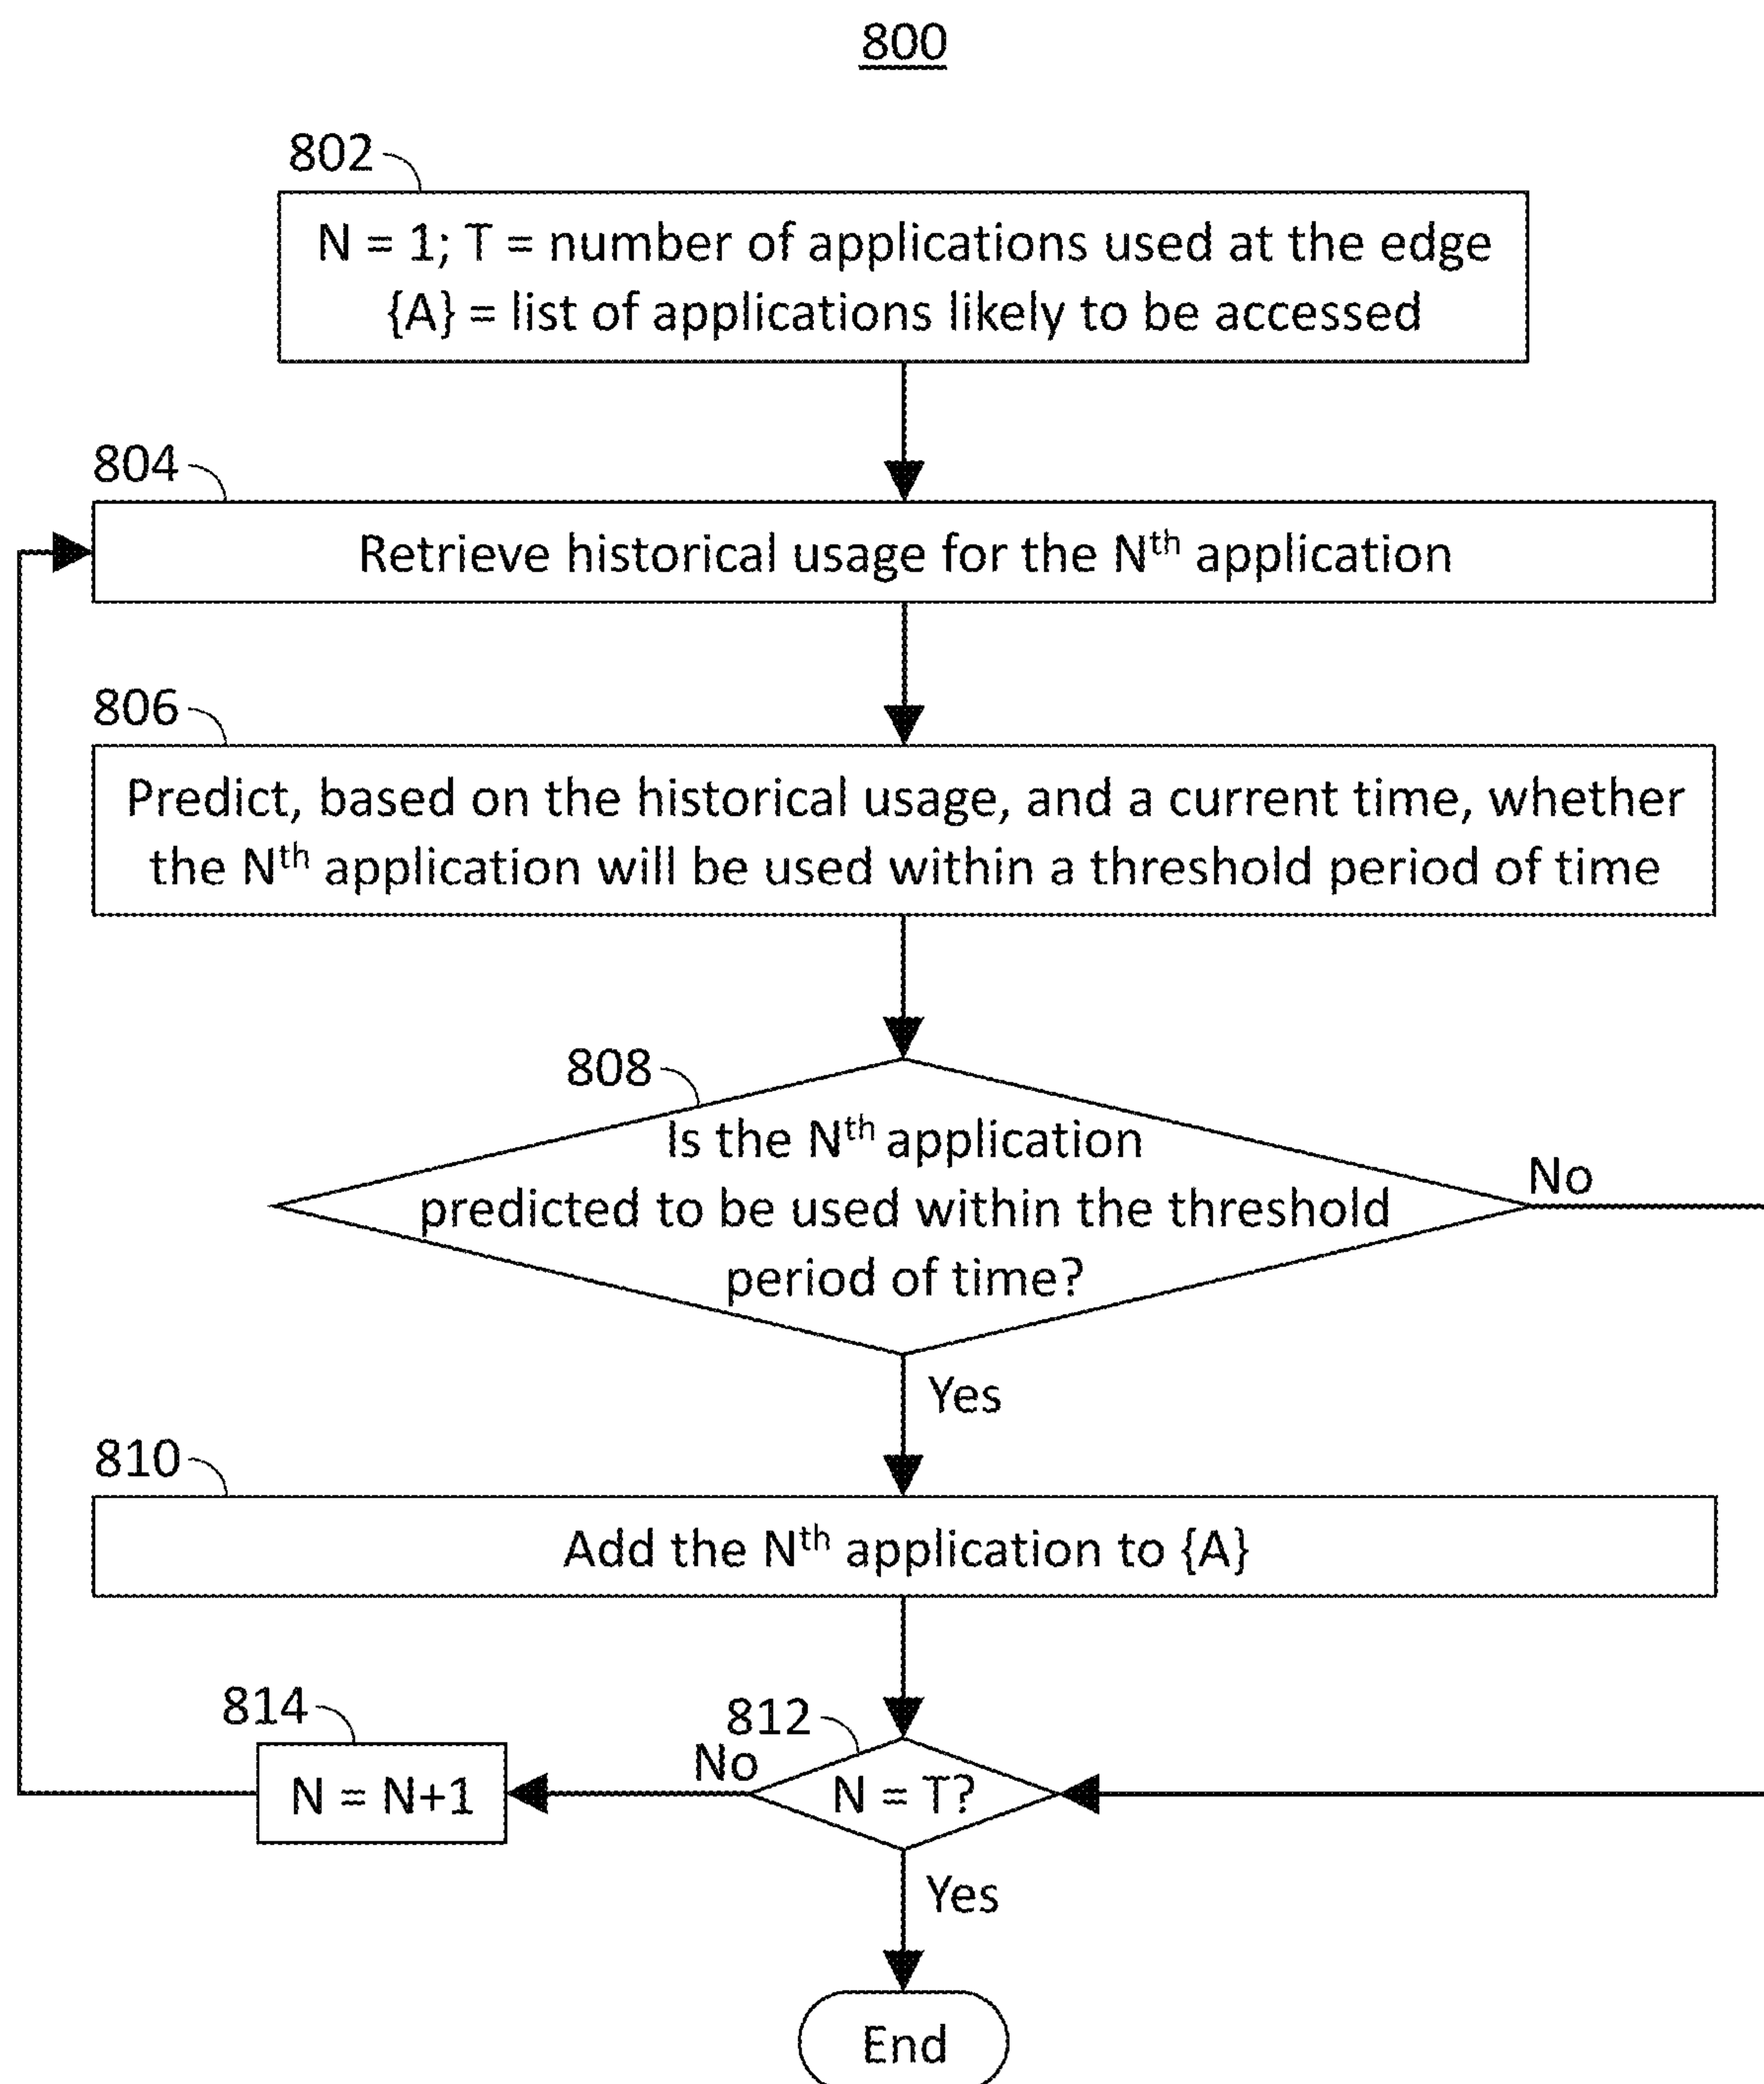 800
802
N = 1; T = number of applications used at the edge
{A} = list of applications likely to be accessed
804
Retrieve historical usage for the Nth application
806
Predict, based on the historical usage, and a current time, whether
the Nth application will be used within a threshold period of time
808
Is the Nth application
predicted to be used within the threshold
period of time?
No
Yes
810
Add the Nth application to {A}
814
812
No
N = N+1
N = T?
Yes
End